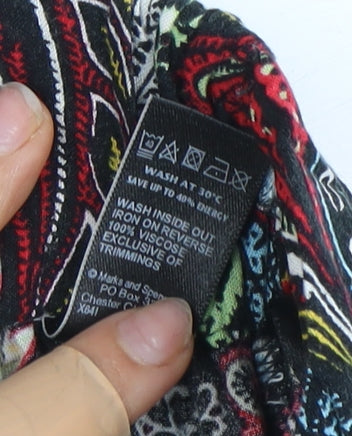 40
WASH AT 30°C
SAVE UP TO 40% ENERGY
WASH INSIDE OUT
IRON ON REVERSE
100% VISCOSE
EXCLUSIVE OF
TRIMMINGS
© Marks and
PO Box
Chester